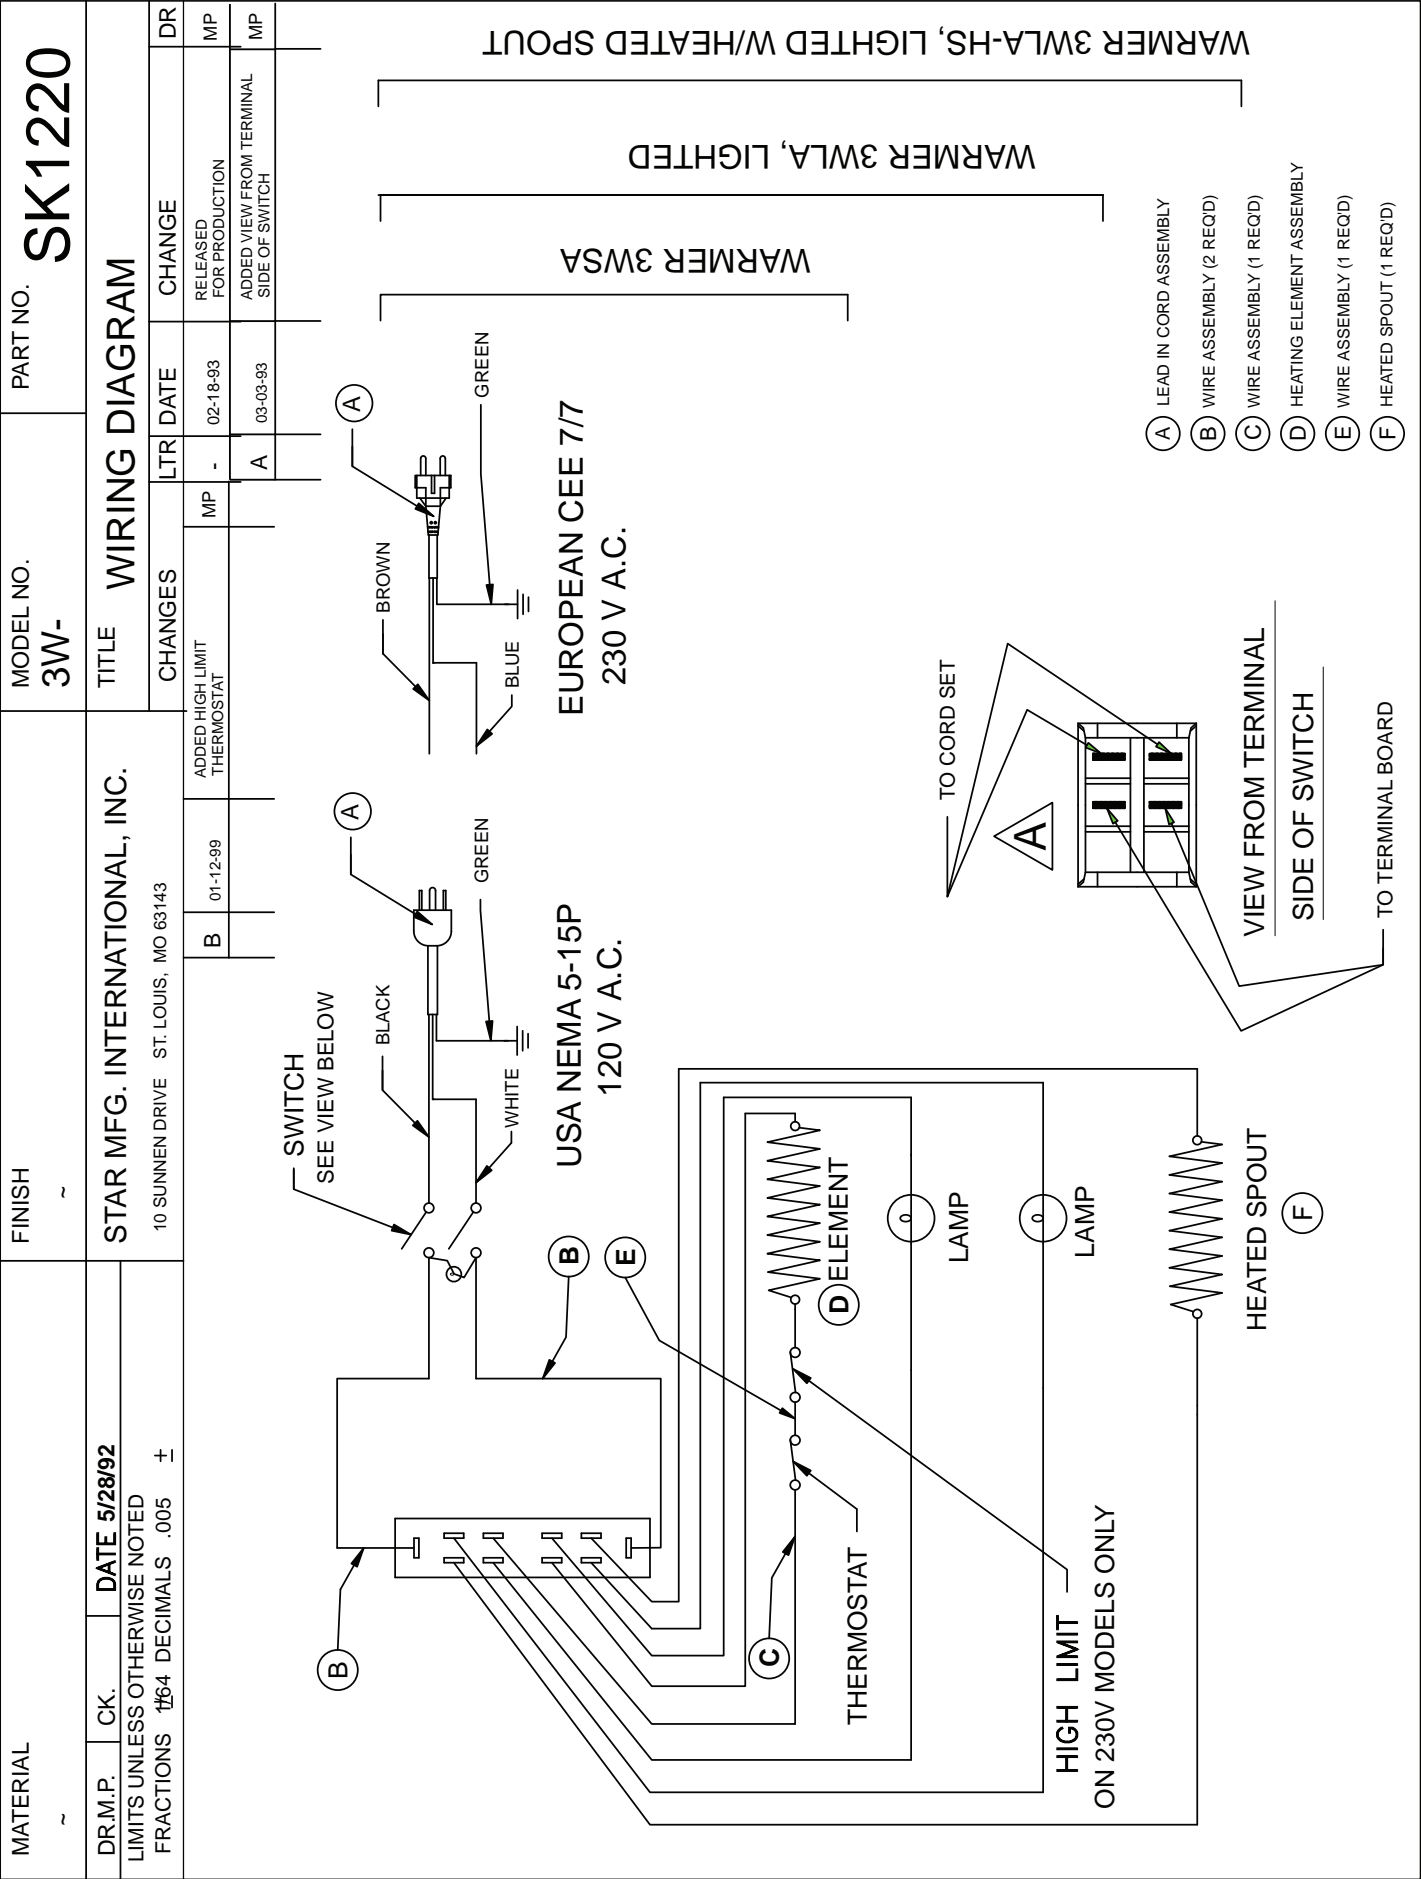 MATERIAL
~
FINISH
~
MODEL NO.
3W-
PART NO.
SK1220
DR.M.P.
CK.
DATE 5/28/92
LIMITS UNLESS OTHERWISE NOTED
FRACTIONS ±1/64 DECIMALS .005 ±
STAR MFG. INTERNATIONAL, INC.
10 SUNNEN DRIVE ST. LOUIS, MO 63143
TITLE
WIRING DIAGRAM
CHANGES
LTR
DATE
CHANGE
DR
B
01-12-99
ADDED HIGH LIMIT
THERMOSTAT
MP
-
02-18-93
RELEASED
FOR PRODUCTION
MP
A
03-03-93
ADDED VIEW FROM TERMINAL
SIDE OF SWITCH
MP
B
SWITCH
SEE VIEW BELOW
BLACK
A
GREEN
WHITE
USA NEMA 5-15P
120 V A.C.
BROWN
A
GREEN
BLUE
EUROPEAN CEE 7/7
230 V A.C.
B
E
C
THERMOSTAT
D
ELEMENT
HIGH LIMIT
ON 230V MODELS ONLY
LAMP
LAMP
HEATED SPOUT
F
TO CORD SET
A
VIEW FROM TERMINAL
SIDE OF SWITCH
TO TERMINAL BOARD
WARMER 3WSA
WARMER 3WLA, LIGHTED
WARMER 3WLA-HS, LIGHTED W/HEATED SPOUT
A LEAD IN CORD ASSEMBLY
B WIRE ASSEMBLY (2 REQ'D)
C WIRE ASSEMBLY (1 REQ'D)
D HEATING ELEMENT ASSEMBLY
E WIRE ASSEMBLY (1 REQ'D)
F HEATED SPOUT (1 REQ'D)